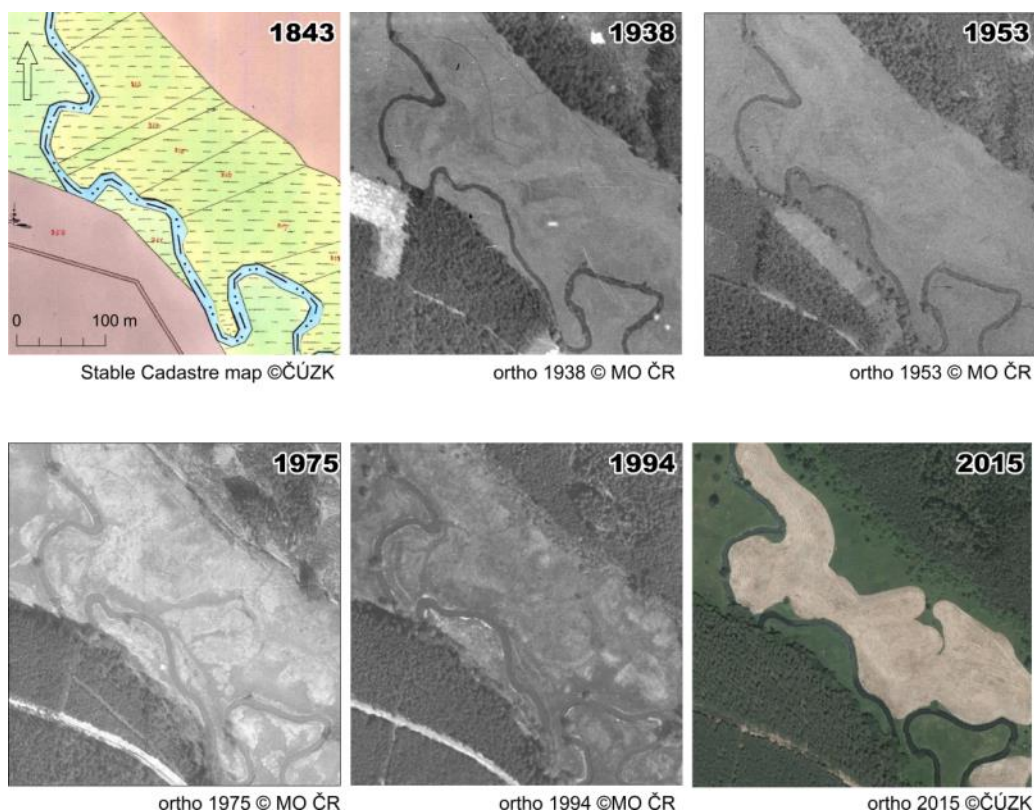 1843
1938
1953
0 100 m
Stable Cadastre map ©ČÚZK
ortho 1938 © MO ČR
ortho 1953 © MO ČR
1975
1994
2015
ortho 1975 © MO ČR
ortho 1994 ©MO ČR
ortho 2015 ©ČÚZK